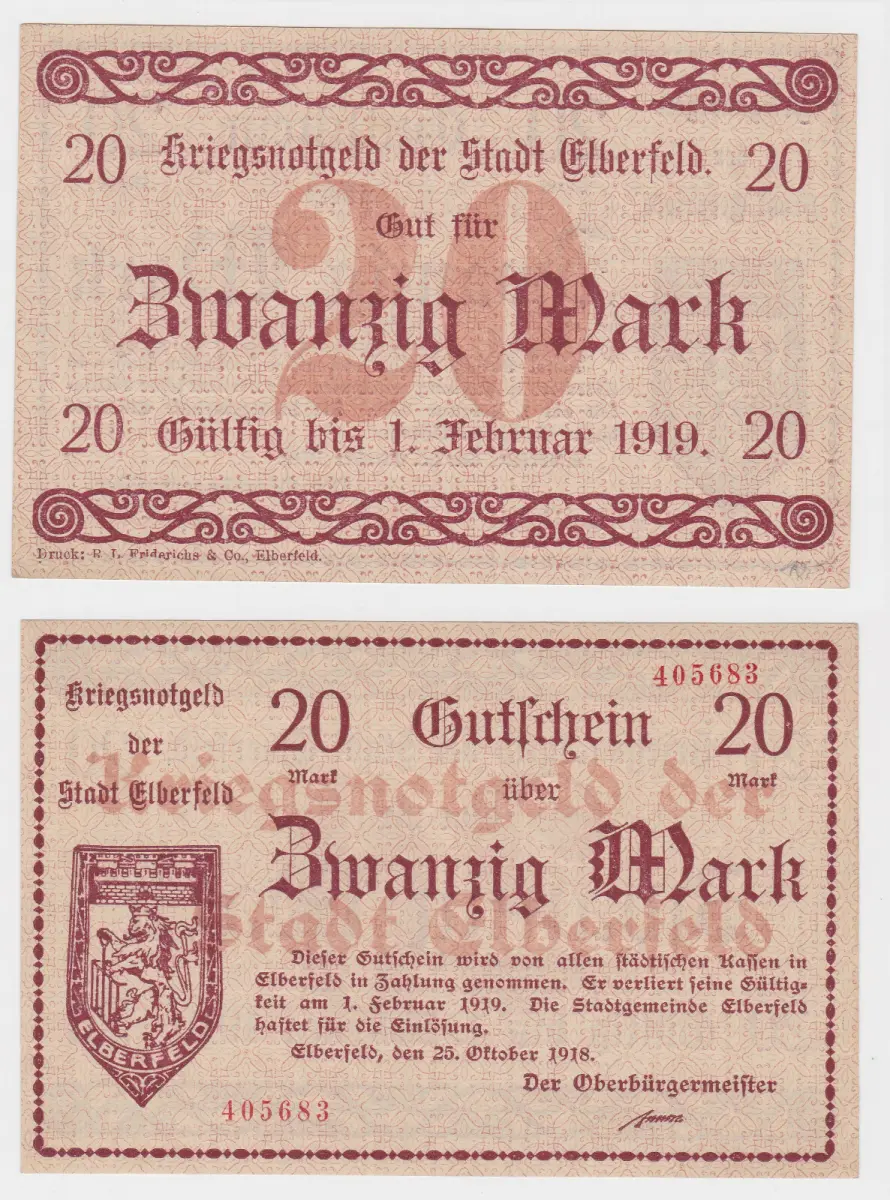 20 Kriegsnotgeld der Stadt Elberfeld. 20
20
Gut für
Zwanzig Mark
20 Gültig bis 1. Februar 1919. 20
Druck: Friderichs & Co., Elberfeld.
405683
Kriegsnotgeld
der
Stadt Elberfeld
20 Gutschein 20
Mark über Mark
Kriegsnotgeld der
Zwanzig Mark
Stadt Elberfeld
Dieser Gutschein wird von allen städtischen Kassen in
Elberfeld in Zahlung genommen. Er verliert seine Gültig-
keit am 1. Februar 1919. Die Stadtgemeinde Elberfeld
haftet für die Einlösung.
Elberfeld, den 25. Oktober 1918.
Der Oberbürgermeister
ELBERFELD
405683